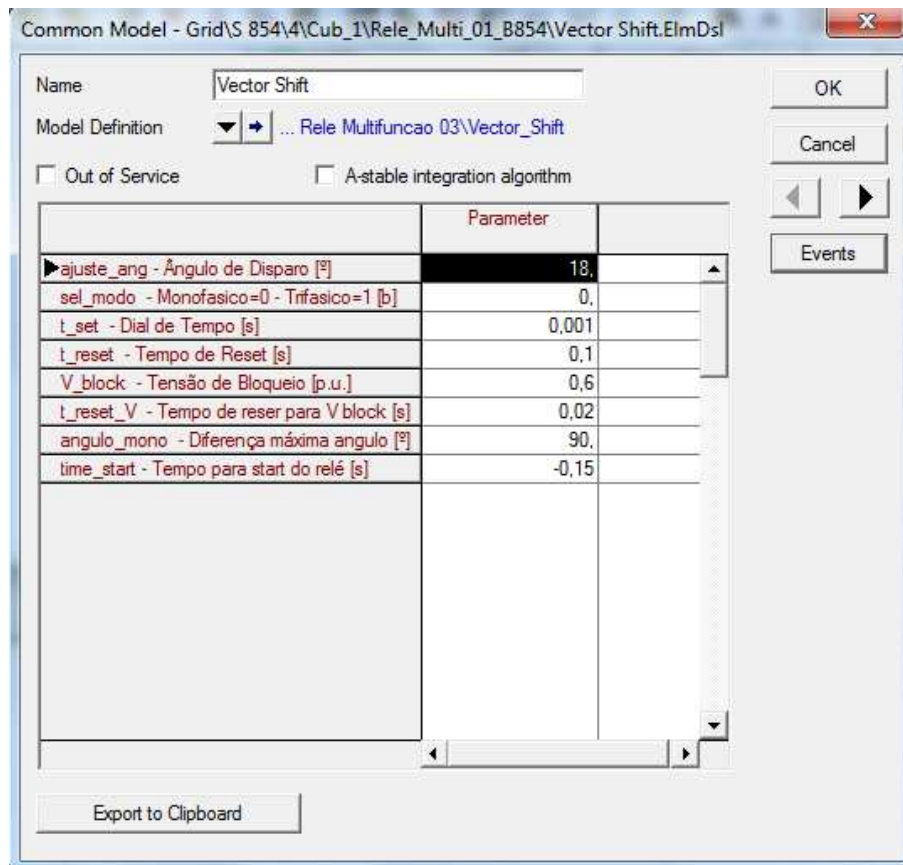 Common Model - Grid\S 854\4\Cub_1\Rele_Multi_01_B854\Vector Shift.ElmDsl
Name Vector Shift OK
Model Definition ... Rele Multifuncao 03\Vector_Shift
Cancel
Out of Service A-stable integration algorithm
Parameter
Events
ajuste_ang - Ângulo de Disparo [º] 18,
sel_modo - Monofasico=0 - Trifasico=1 [b] 0,
t_set - Dial de Tempo [s] 0,001
t_reset - Tempo de Reset [s] 0,1
V_block - Tensão de Bloqueio [p.u.] 0,6
t_reset_V - Tempo de reser para V block [s] 0,02
angulo_mono - Diferença máxima angulo [º] 90,
time_start - Tempo para start do relé [s] -0,15
Export to Clipboard